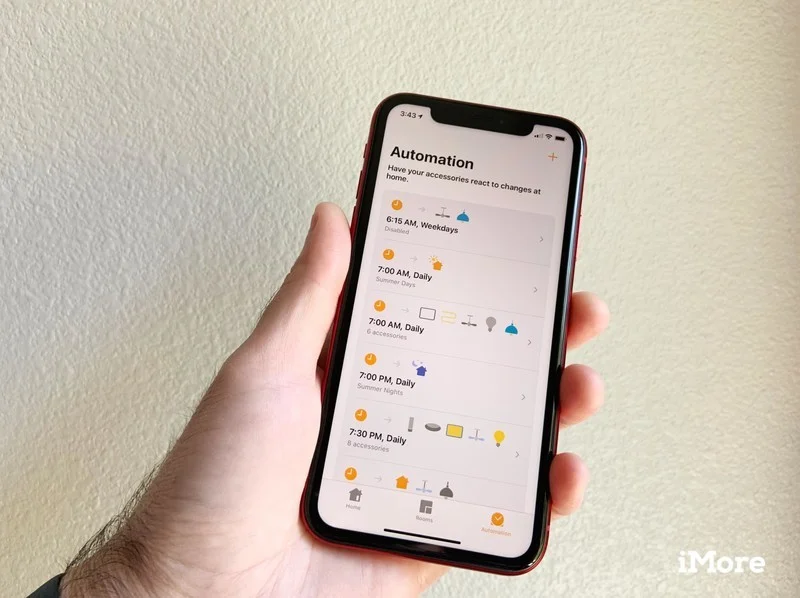 3:43
Automation
Have your accessories react to changes at
home.
6:15 AM, Weekdays
Disabled
7:00 AM, Daily
Summer Days
7:00 AM, Daily
6 accessories
7:00 PM, Daily
Summer Nights
7:30 PM, Daily
8 accessories
Home
Rooms
Automation
iMore